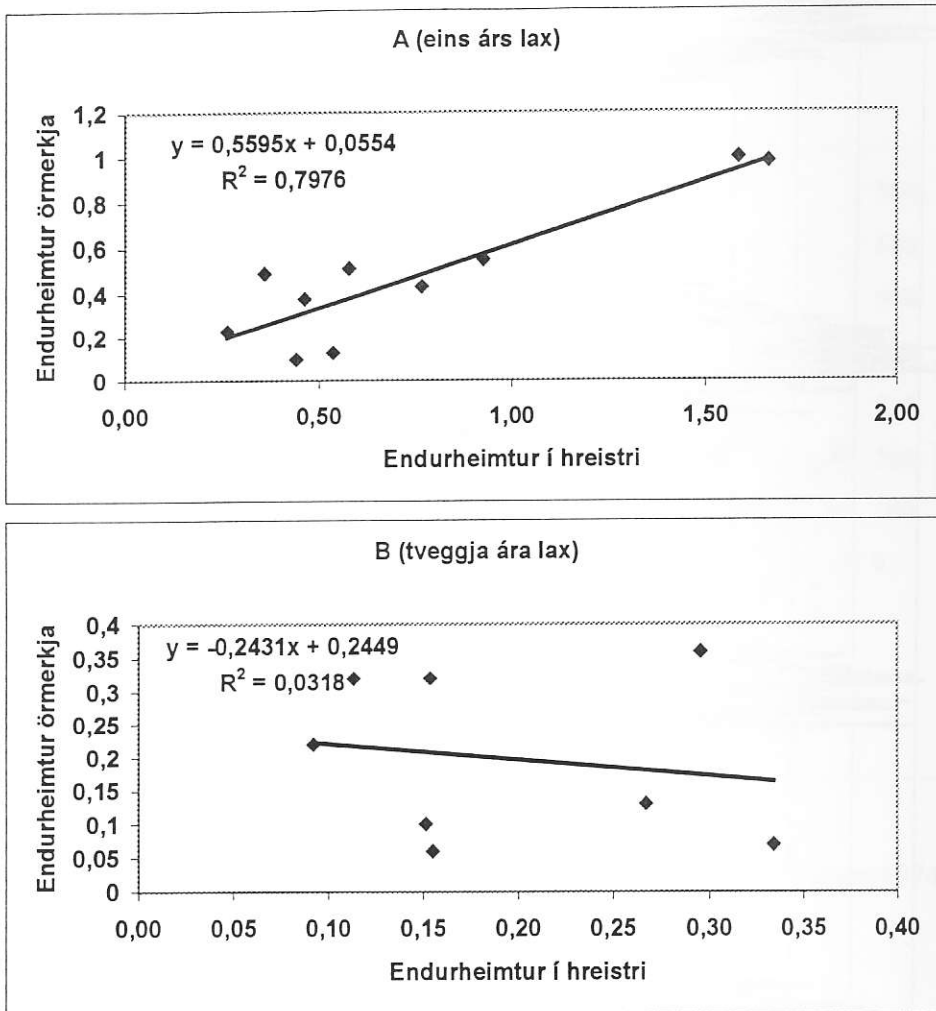 A (eins árs lax)
Endurheimtur örmerkja
1,2
1
0,8
0,6
0,4
0,2
0
y = 0,5595x + 0,0554
R² = 0,7976
0,00 0,50 1,00 1,50 2,00
Endurheimtur í hreistri
B (tveggja ára lax)
Endurheimtur örmerkja
0,4
0,35
0,3
0,25
0,2
0,15
0,1
0,05
0
y = -0,2431x + 0,2449
R² = 0,0318
0,00 0,05 0,10 0,15 0,20 0,25 0,30 0,35 0,40
Endurheimtur í hreistri